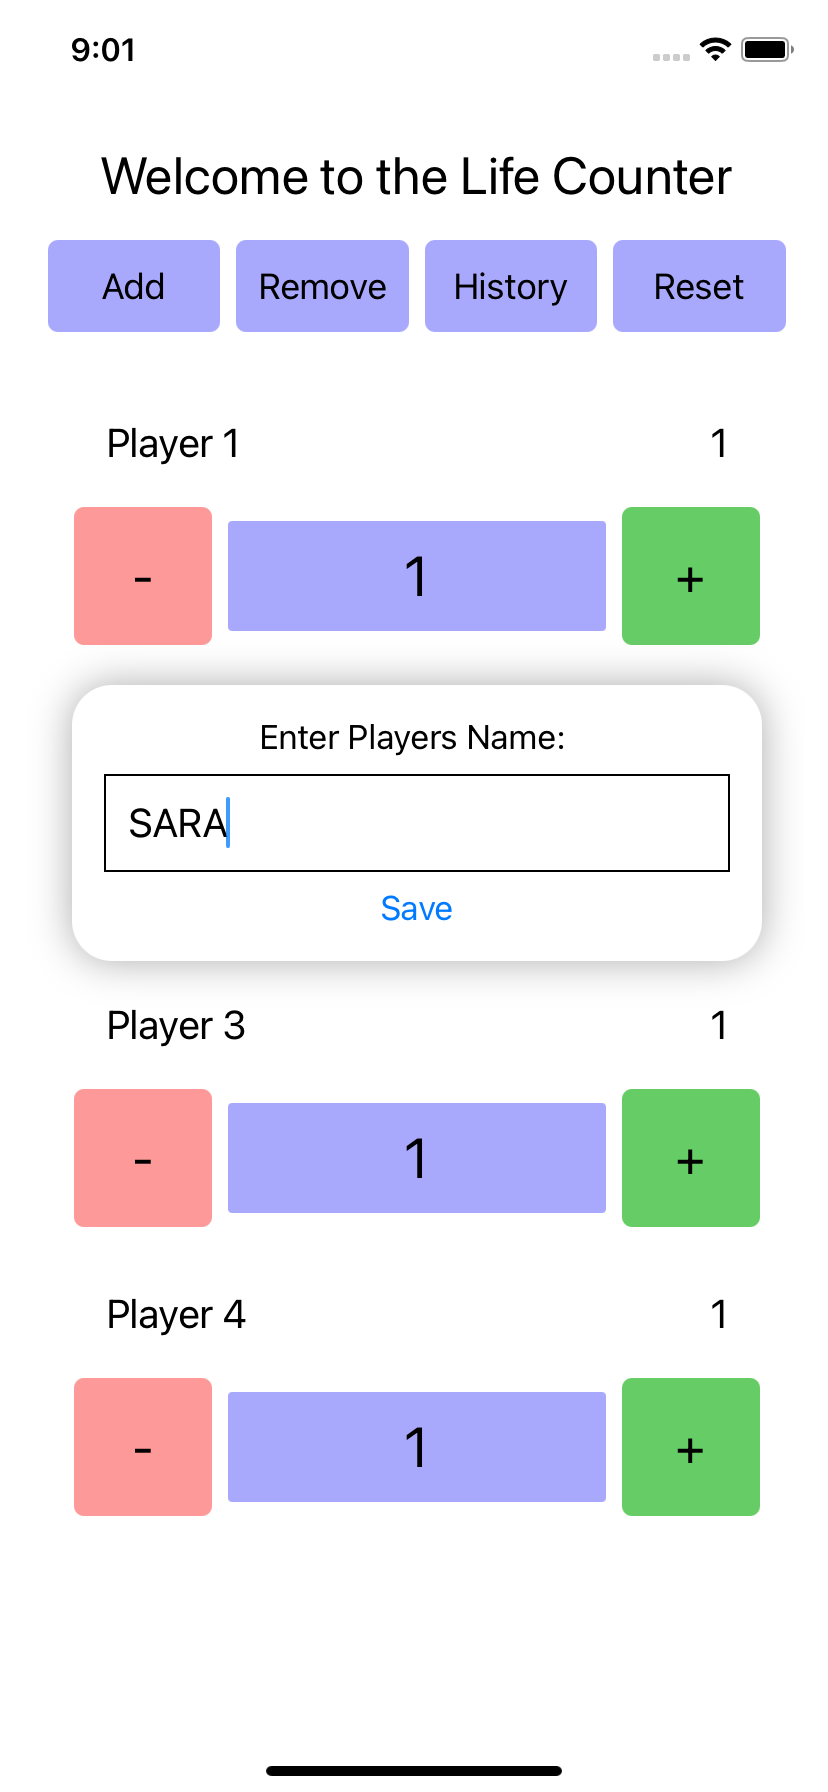 9:01
Welcome to the Life Counter
Add Remove History Reset
Player 1 1
- 1 +
Enter Players Name:
SARA
Save
Player 3 1
- 1 +
Player 4 1
- 1 +